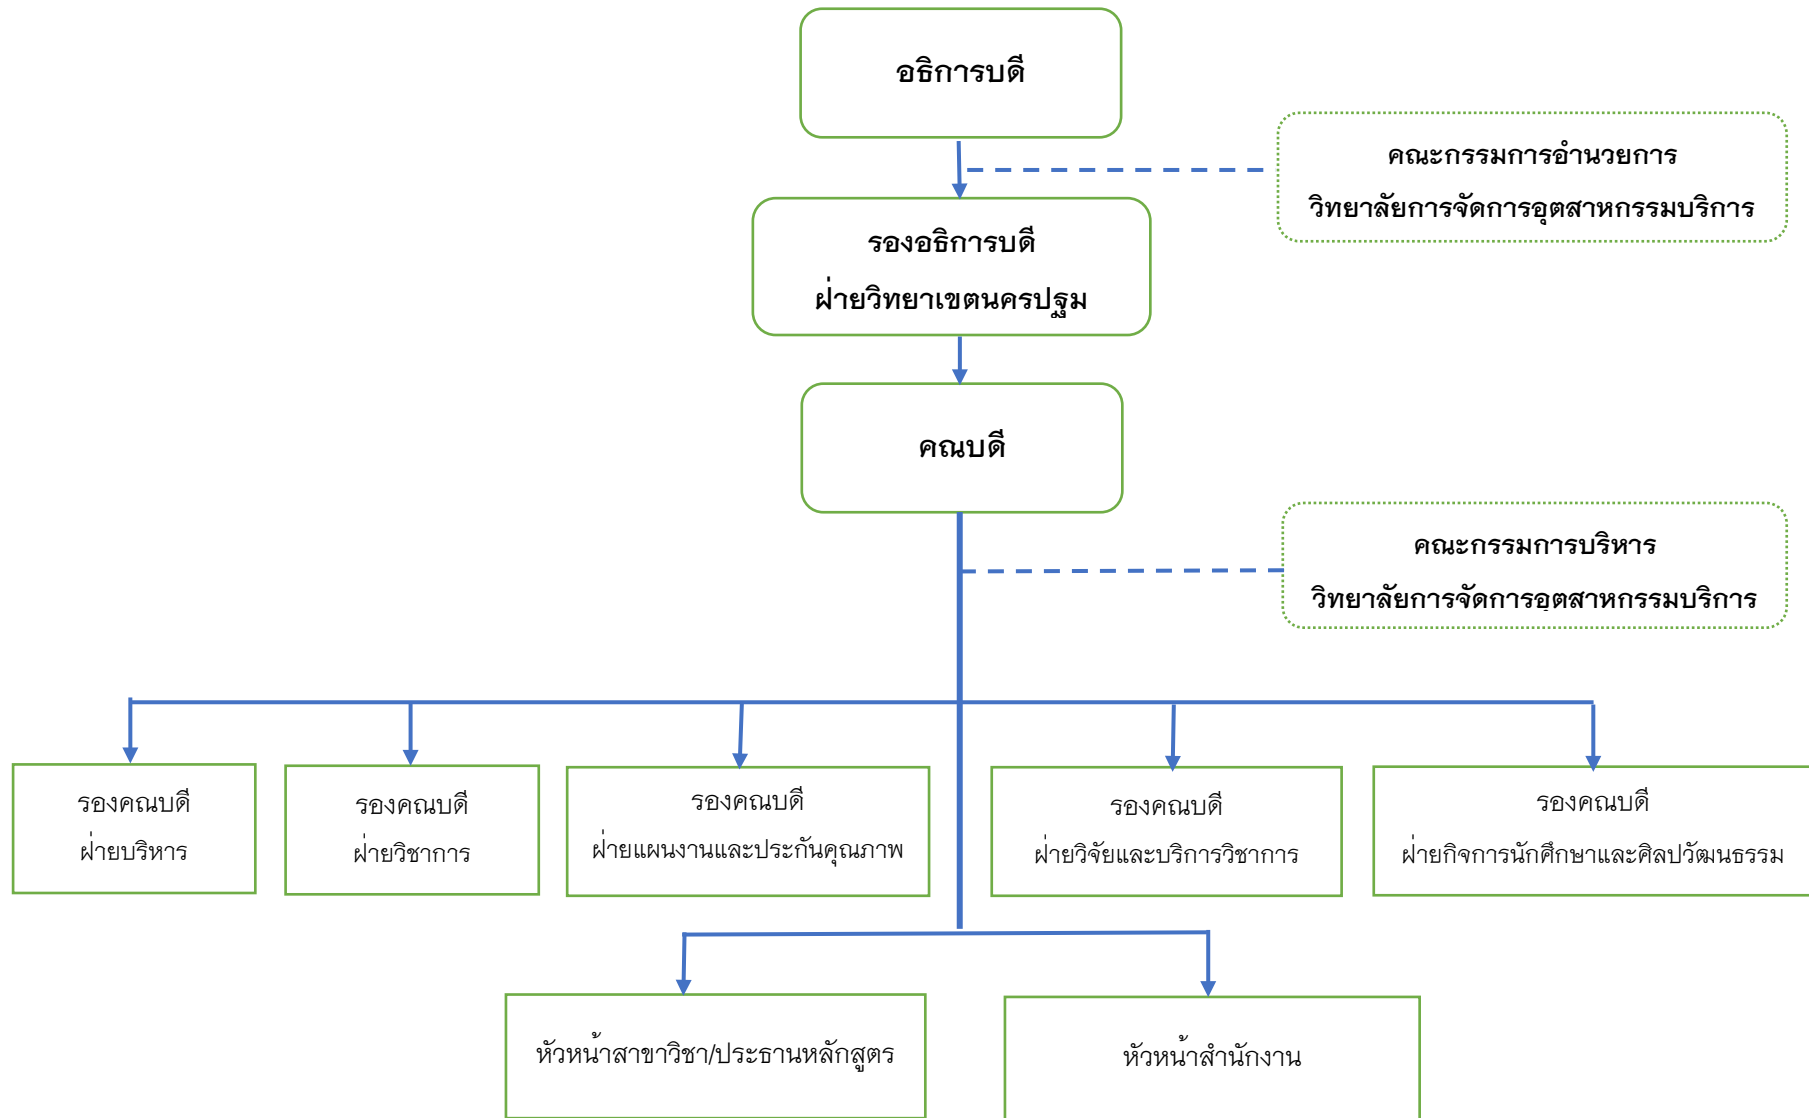 อธิการบดี
คณะกรรมการอำนวยการ
วิทยาลัยการจัดการอุตสาหกรรมบริการ
รองอธิการบดี
ฝ่ายวิทยาเขตนครปฐม
คณบดี
คณะกรรมการบริหาร
วิทยาลัยการจัดการอุตสาหกรรมบริการ
รองคณบดี
ฝ่ายบริหาร
รองคณบดี
ฝ่ายวิชาการ
รองคณบดี
ฝ่ายแผนงานและประกันคุณภาพ
รองคณบดี
ฝ่ายวิจัยและบริการวิชาการ
รองคณบดี
ฝ่ายกิจการนักศึกษาและศิลปวัฒนธรรม
หัวหน้าสาขาวิชา/ประธานหลักสูตร
หัวหน้าสำนักงาน